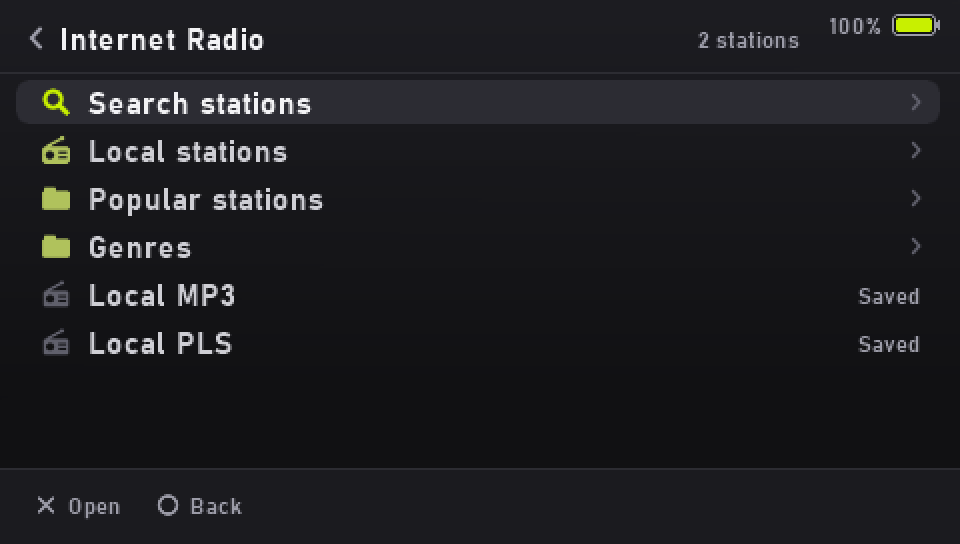 Internet Radio
2 stations
100%
Search stations
Local stations
Popular stations
Genres
Local MP3 Saved
Local PLS Saved
Open Back